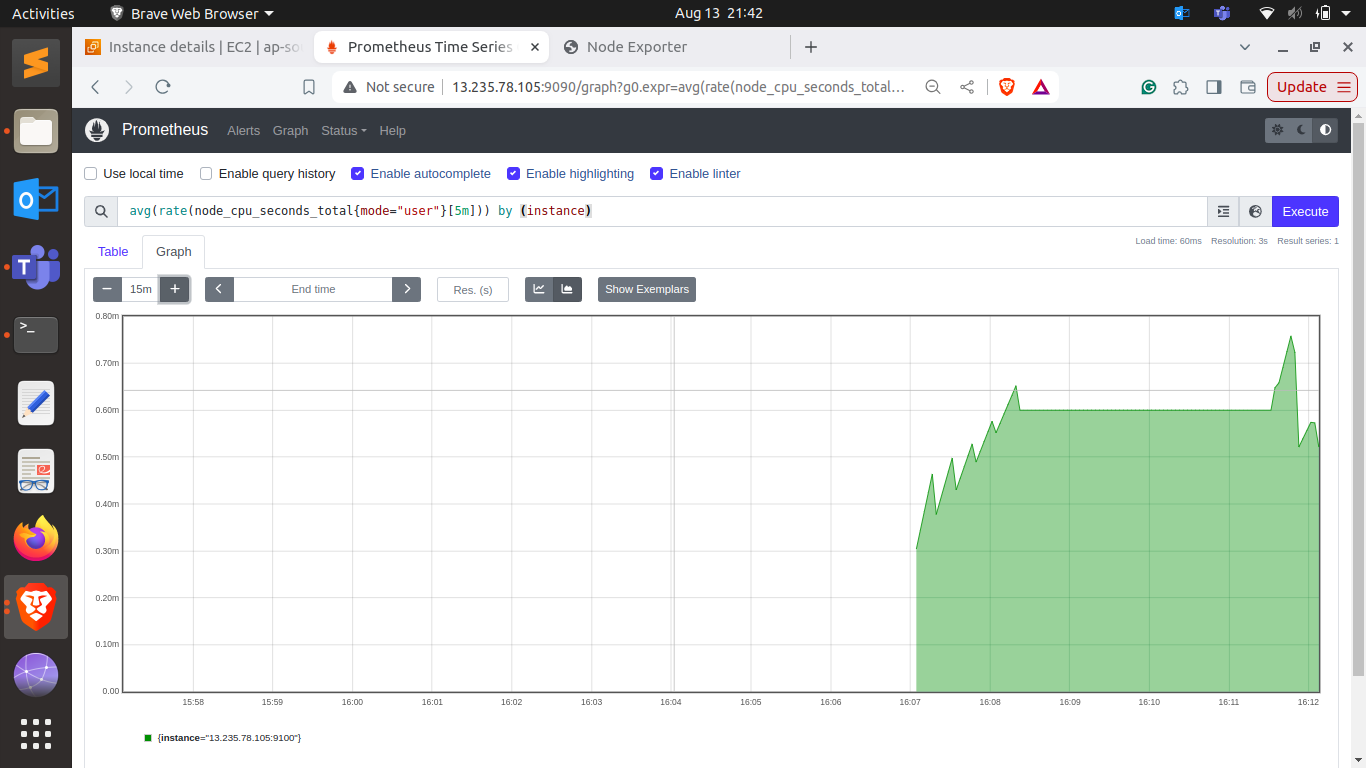 Activities Brave Web Browser Aug 13 21:42
Instance details | EC2 | ap-so
Prometheus Time Series
Node Exporter
Not secure 13.235.78.105:9090/graph?g0.expr=avg(rate(node_cpu_seconds_total… Update
Prometheus Alerts Graph Status Help
Use local time Enable query history Enable autocomplete Enable highlighting Enable linter
avg(rate(node_cpu_seconds_total{mode="user"}[5m])) by (instance) Execute
Table Graph Load time: 60ms Resolution: 3s Result series: 1
15m End time Res. (s) Show Exemplars
0.80m
0.70m
0.60m
0.50m
0.40m
0.30m
0.20m
0.10m
0.00
15:58 15:59 16:00 16:01 16:02 16:03 16:04 16:05 16:06 16:07 16:08 16:09 16:10 16:11 16:12
{instance="13.235.78.105:9100"}